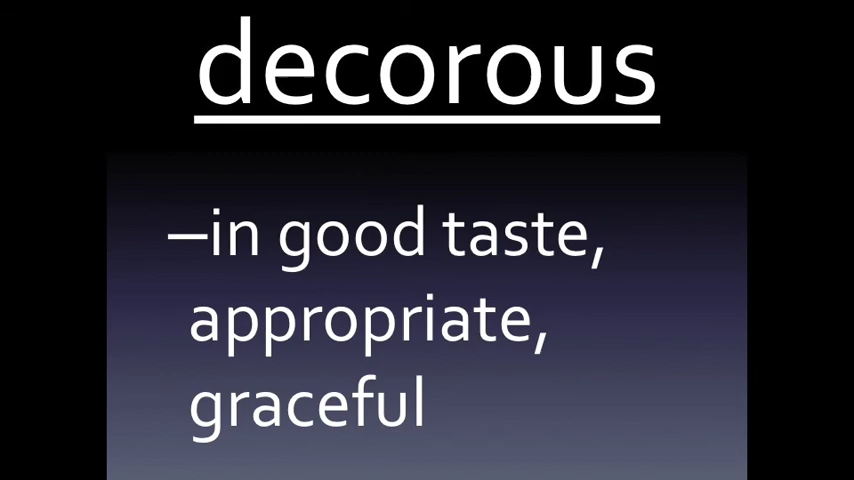 decorous
–in good taste,
appropriate,
graceful